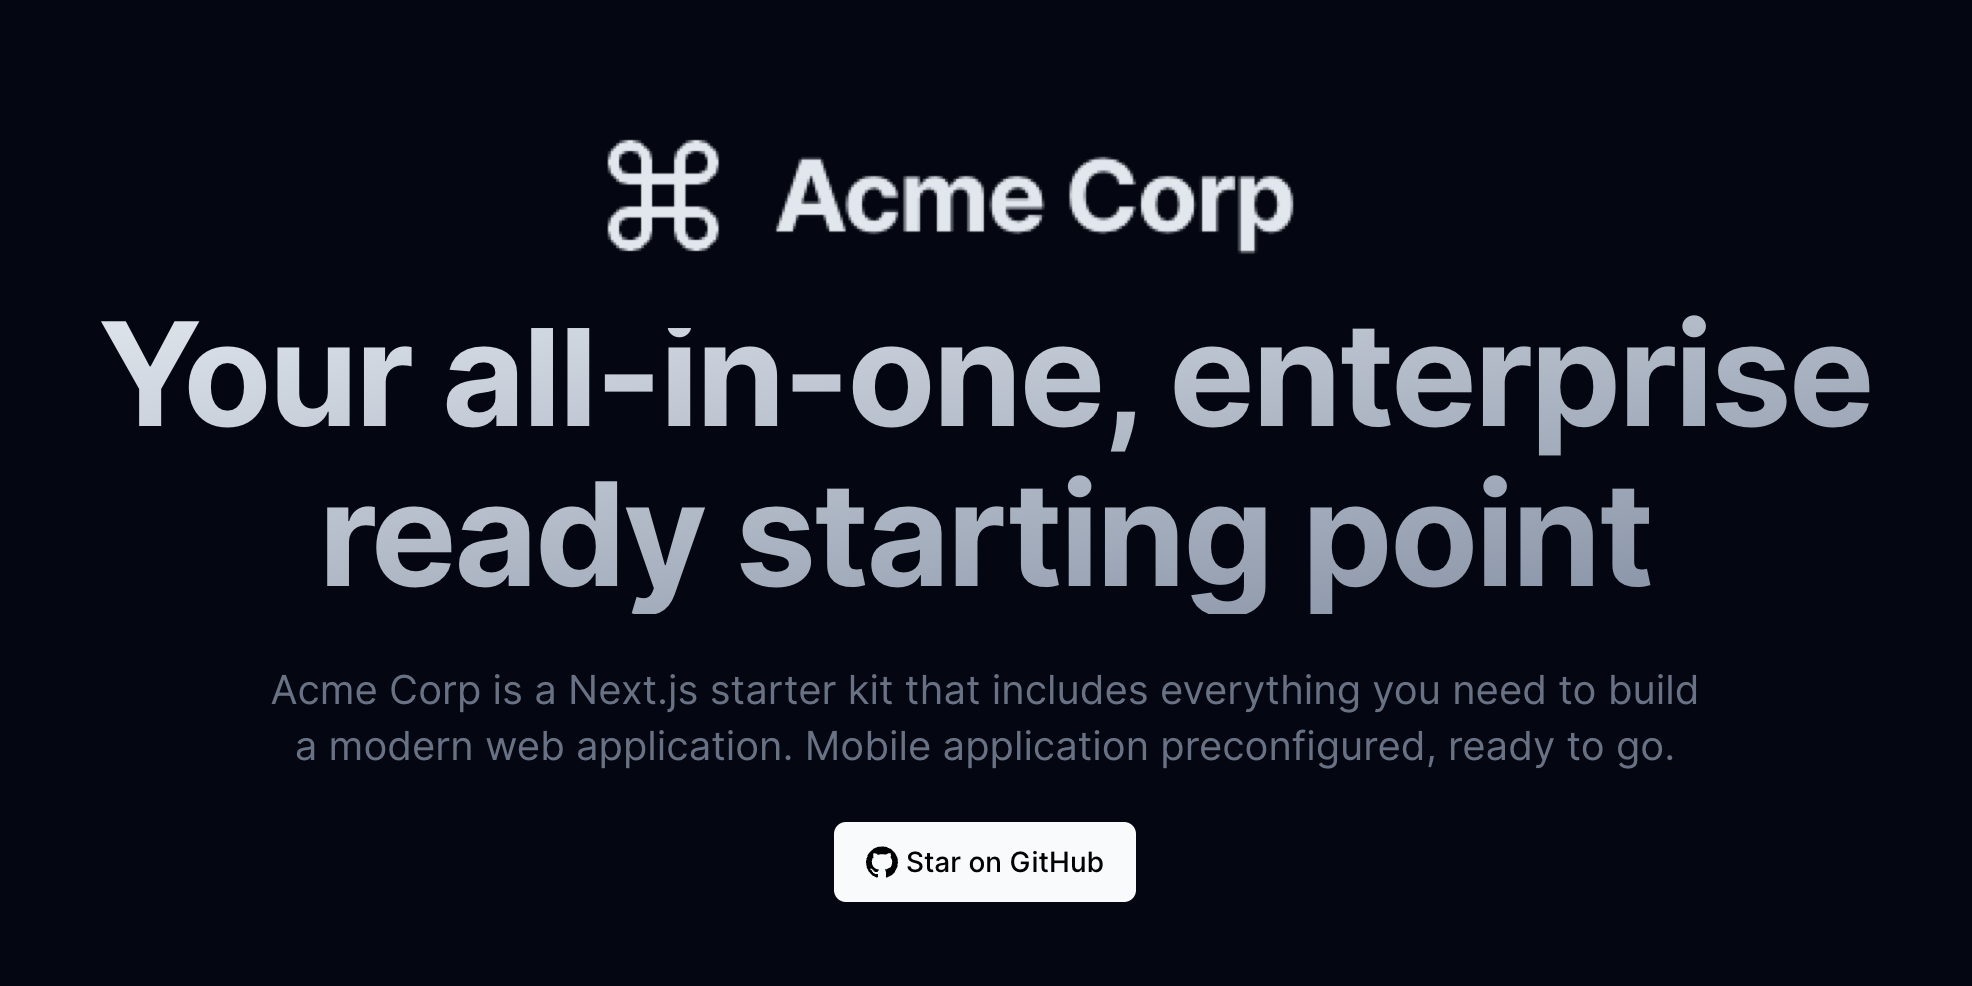 ⌘ Acme Corp
Your all-in-one, enterprise
ready starting point
Acme Corp is a Next.js starter kit that includes everything you need to build
a modern web application. Mobile application preconfigured, ready to go.
Star on GitHub